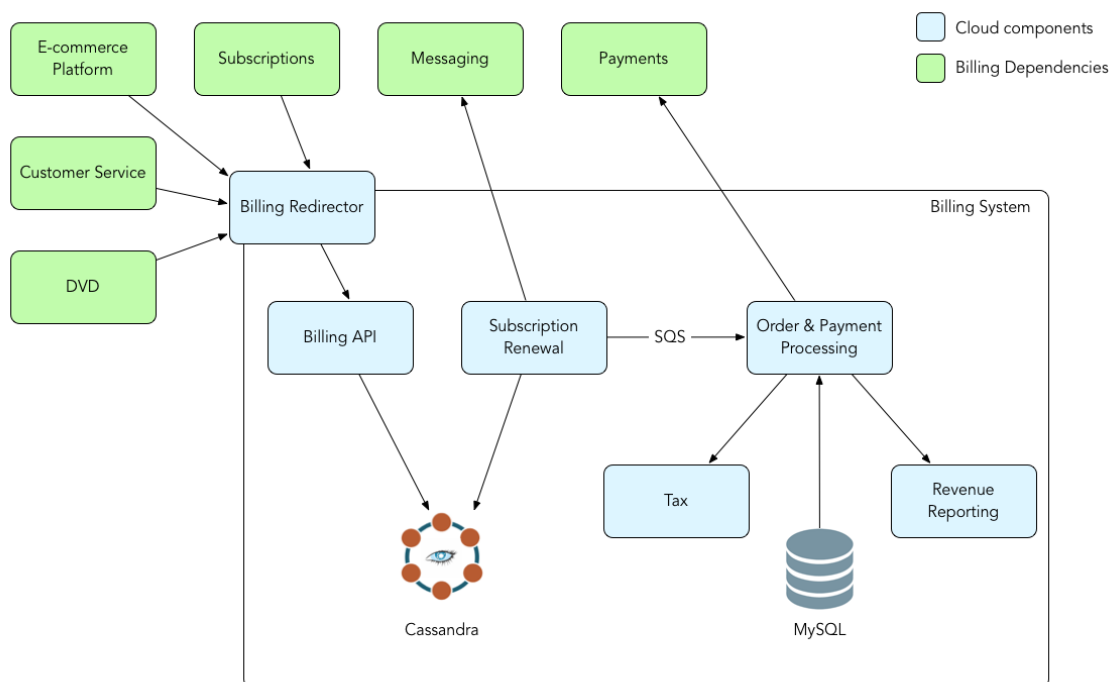 E-commerce
Platform
Subscriptions
Messaging
Payments
Cloud components
Billing Dependencies
Customer Service
Billing Redirector
Billing System
DVD
Billing API
Subscription
Renewal
SQS
Order & Payment
Processing
Tax
Revenue
Reporting
Cassandra
MySQL